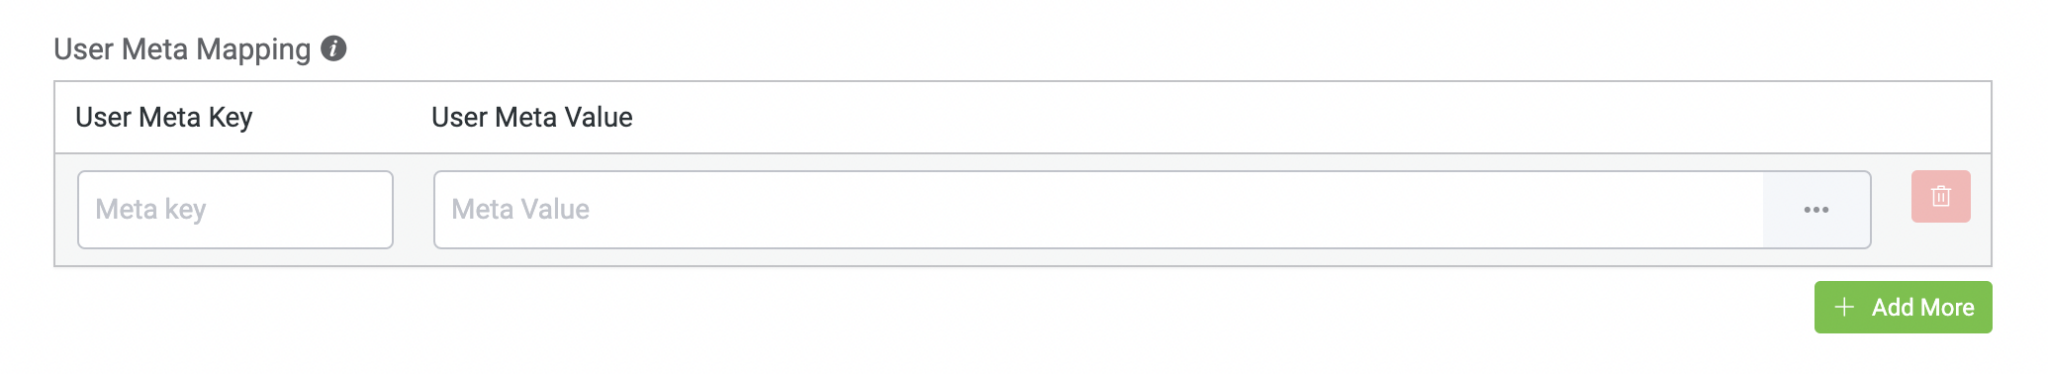 User Meta Mapping
User Meta Key User Meta Value
Meta key Meta Value
Add More